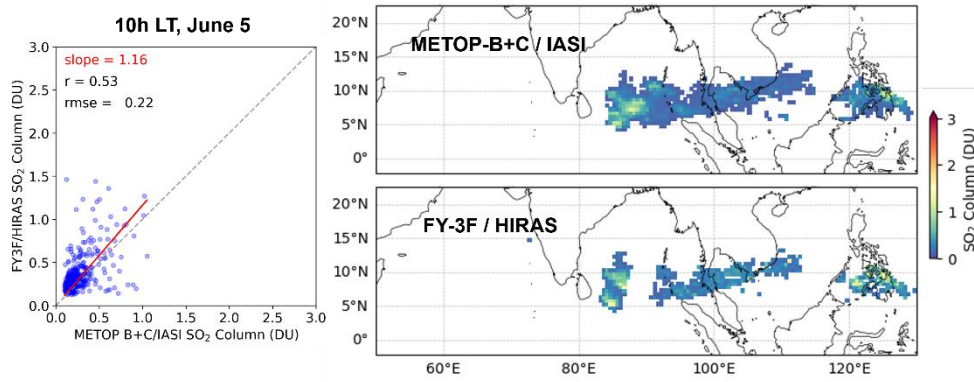 10h LT, June 5
slope = 1.16
r = 0.53
rmse =   0.22
3.0
2.5
2.0
1.5
1.0
0.5
0.0
0.0 0.5 1.0 1.5 2.0 2.5 3.0
FY3F/HIRAS SO₂ Column (DU)
METOP B+C/IASI SO₂ Column (DU)
METOP-B+C / IASI
20°N
15°N
10°N
5°N
0°
FY-3F / HIRAS
20°N
15°N
10°N
5°N
0°
60°E 80°E 100°E 120°E
3
2
1
0
SO₂ Column (DU)